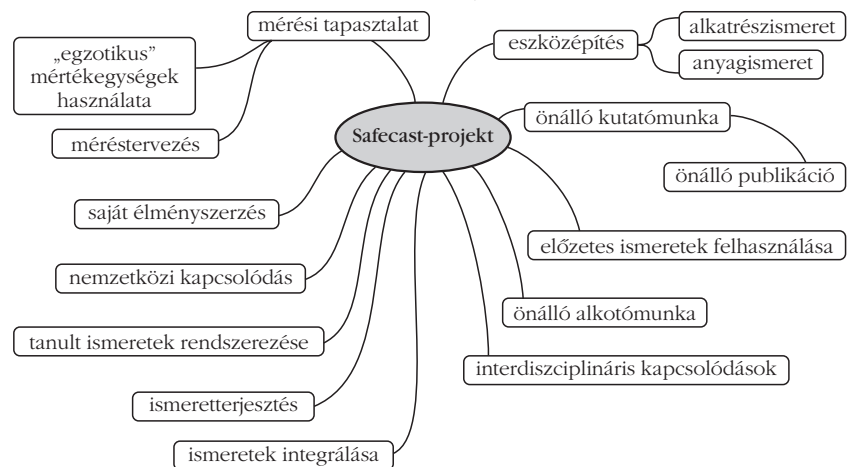 mérési tapasztalat
„egzotikus”
mértékegységek
használata
méréstervezés
saját élményszerzés
nemzetközi kapcsolódás
tanult ismeretek rendszerezése
ismeretterjesztés
ismeretek integrálása
Safecast-projekt
eszközépítés
alkatrészismeret
anyagismeret
önálló kutatómunka
önálló publikáció
előzetes ismeretek felhasználása
önálló alkotómunka
interdiszciplináris kapcsolódások